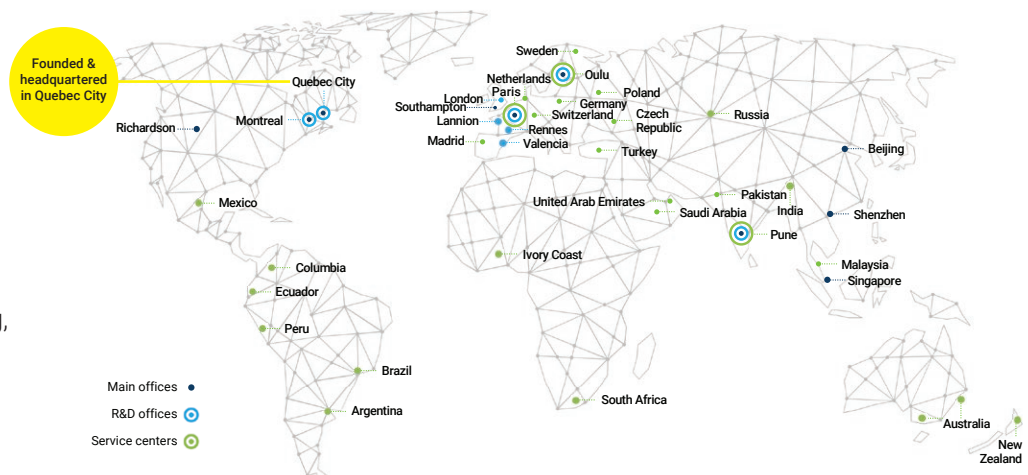 Founded &
headquartered
in Quebec City
Sweden
Quebec City
Netherlands
Oulu
London
Paris
Poland
Southampton
Germany
Richardson
Montreal
Lannion
Switzerland
Czech
Republic
Russia
Rennes
Madrid
Valencia
Turkey
Beijing
Mexico
United Arab Emirates
Pakistan
Saudi Arabia
India
Shenzhen
Pune
Ivory Coast
Columbia
Malaysia
Ecuador
Singapore
Peru
,
Brazil
Main offices
R&D offices
Argentina
South Africa
Service centers
Australia
New
Zealand